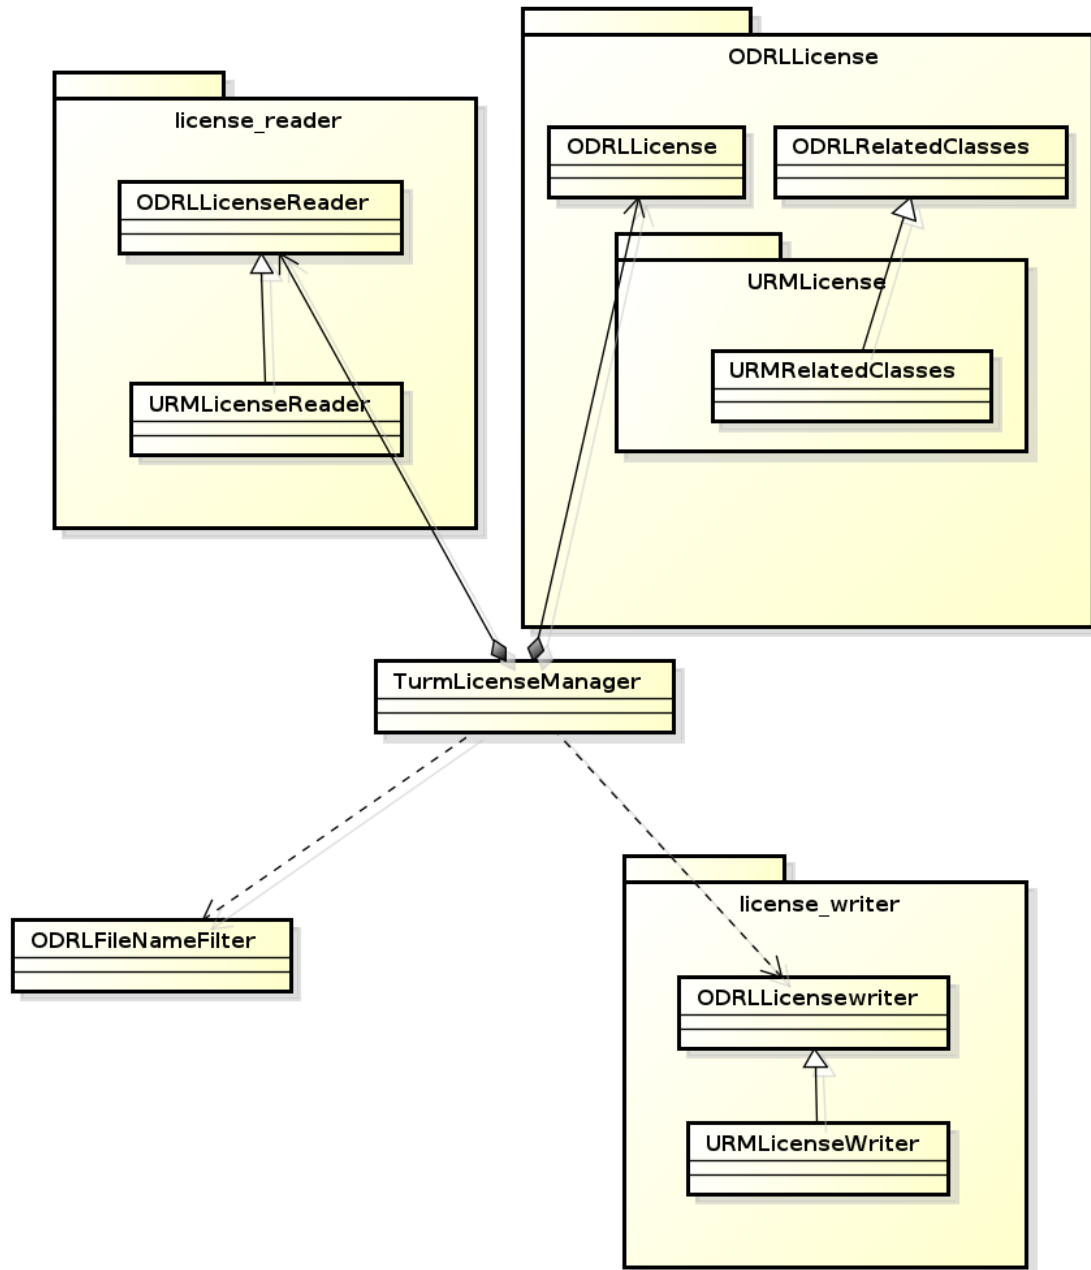 ODRLLicense
license_reader
ODRLLicense
ODRLRelatedClasses
ODRLLicenseReader
URMLicense
URMRelatedClasses
URMLicenseReader
TurmLicenseManager
license_writer
ODRLFileNameFilter
ODRLLicensewriter
URMLicenseWriter